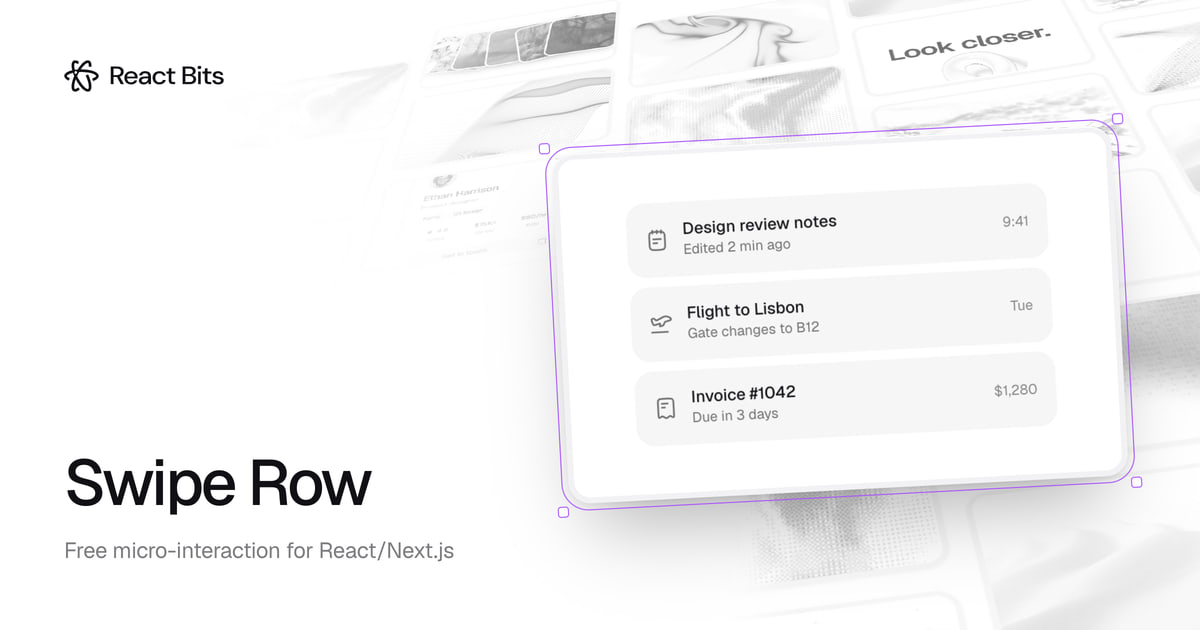 React Bits
Look closer.
Ethan Harrison
Design review notes
Edited 2 min ago
9:41
Flight to Lisbon
Gate changes to B12
Tue
Invoice #1042
Due in 3 days
$1,280
Swipe Row
Free micro-interaction for React/Next.js